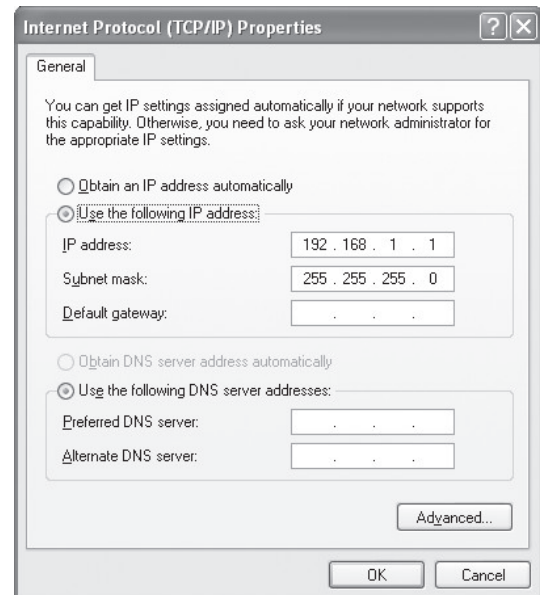 Internet Protocol (TCP/IP) Properties
General
You can get IP settings assigned automatically if your network supports
this capability. Otherwise, you need to ask your network administrator for
the appropriate IP settings.
Obtain an IP address automatically
Use the following IP address:
IP address: 192 . 168 . 1 . 1
Subnet mask: 255 . 255 . 255 . 0
Default gateway: . . .
Obtain DNS server address automatically
Use the following DNS server addresses:
Preferred DNS server: . . .
Alternate DNS server: . . .
Advanced...
OK Cancel